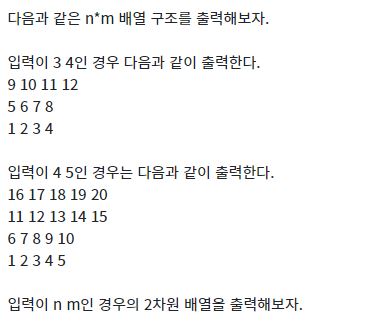 다음과 같은 n*m 배열 구조를 출력해보자.
입력이 3 4인 경우 다음과 같이 출력한다.
9 10 11 12
5 6 7 8
1 2 3 4
입력이 4 5인 경우는 다음과 같이 출력한다.
16 17 18 19 20
11 12 13 14 15
6 7 8 9 10
1 2 3 4 5
입력이 n m인 경우의 2차원 배열을 출력해보자.